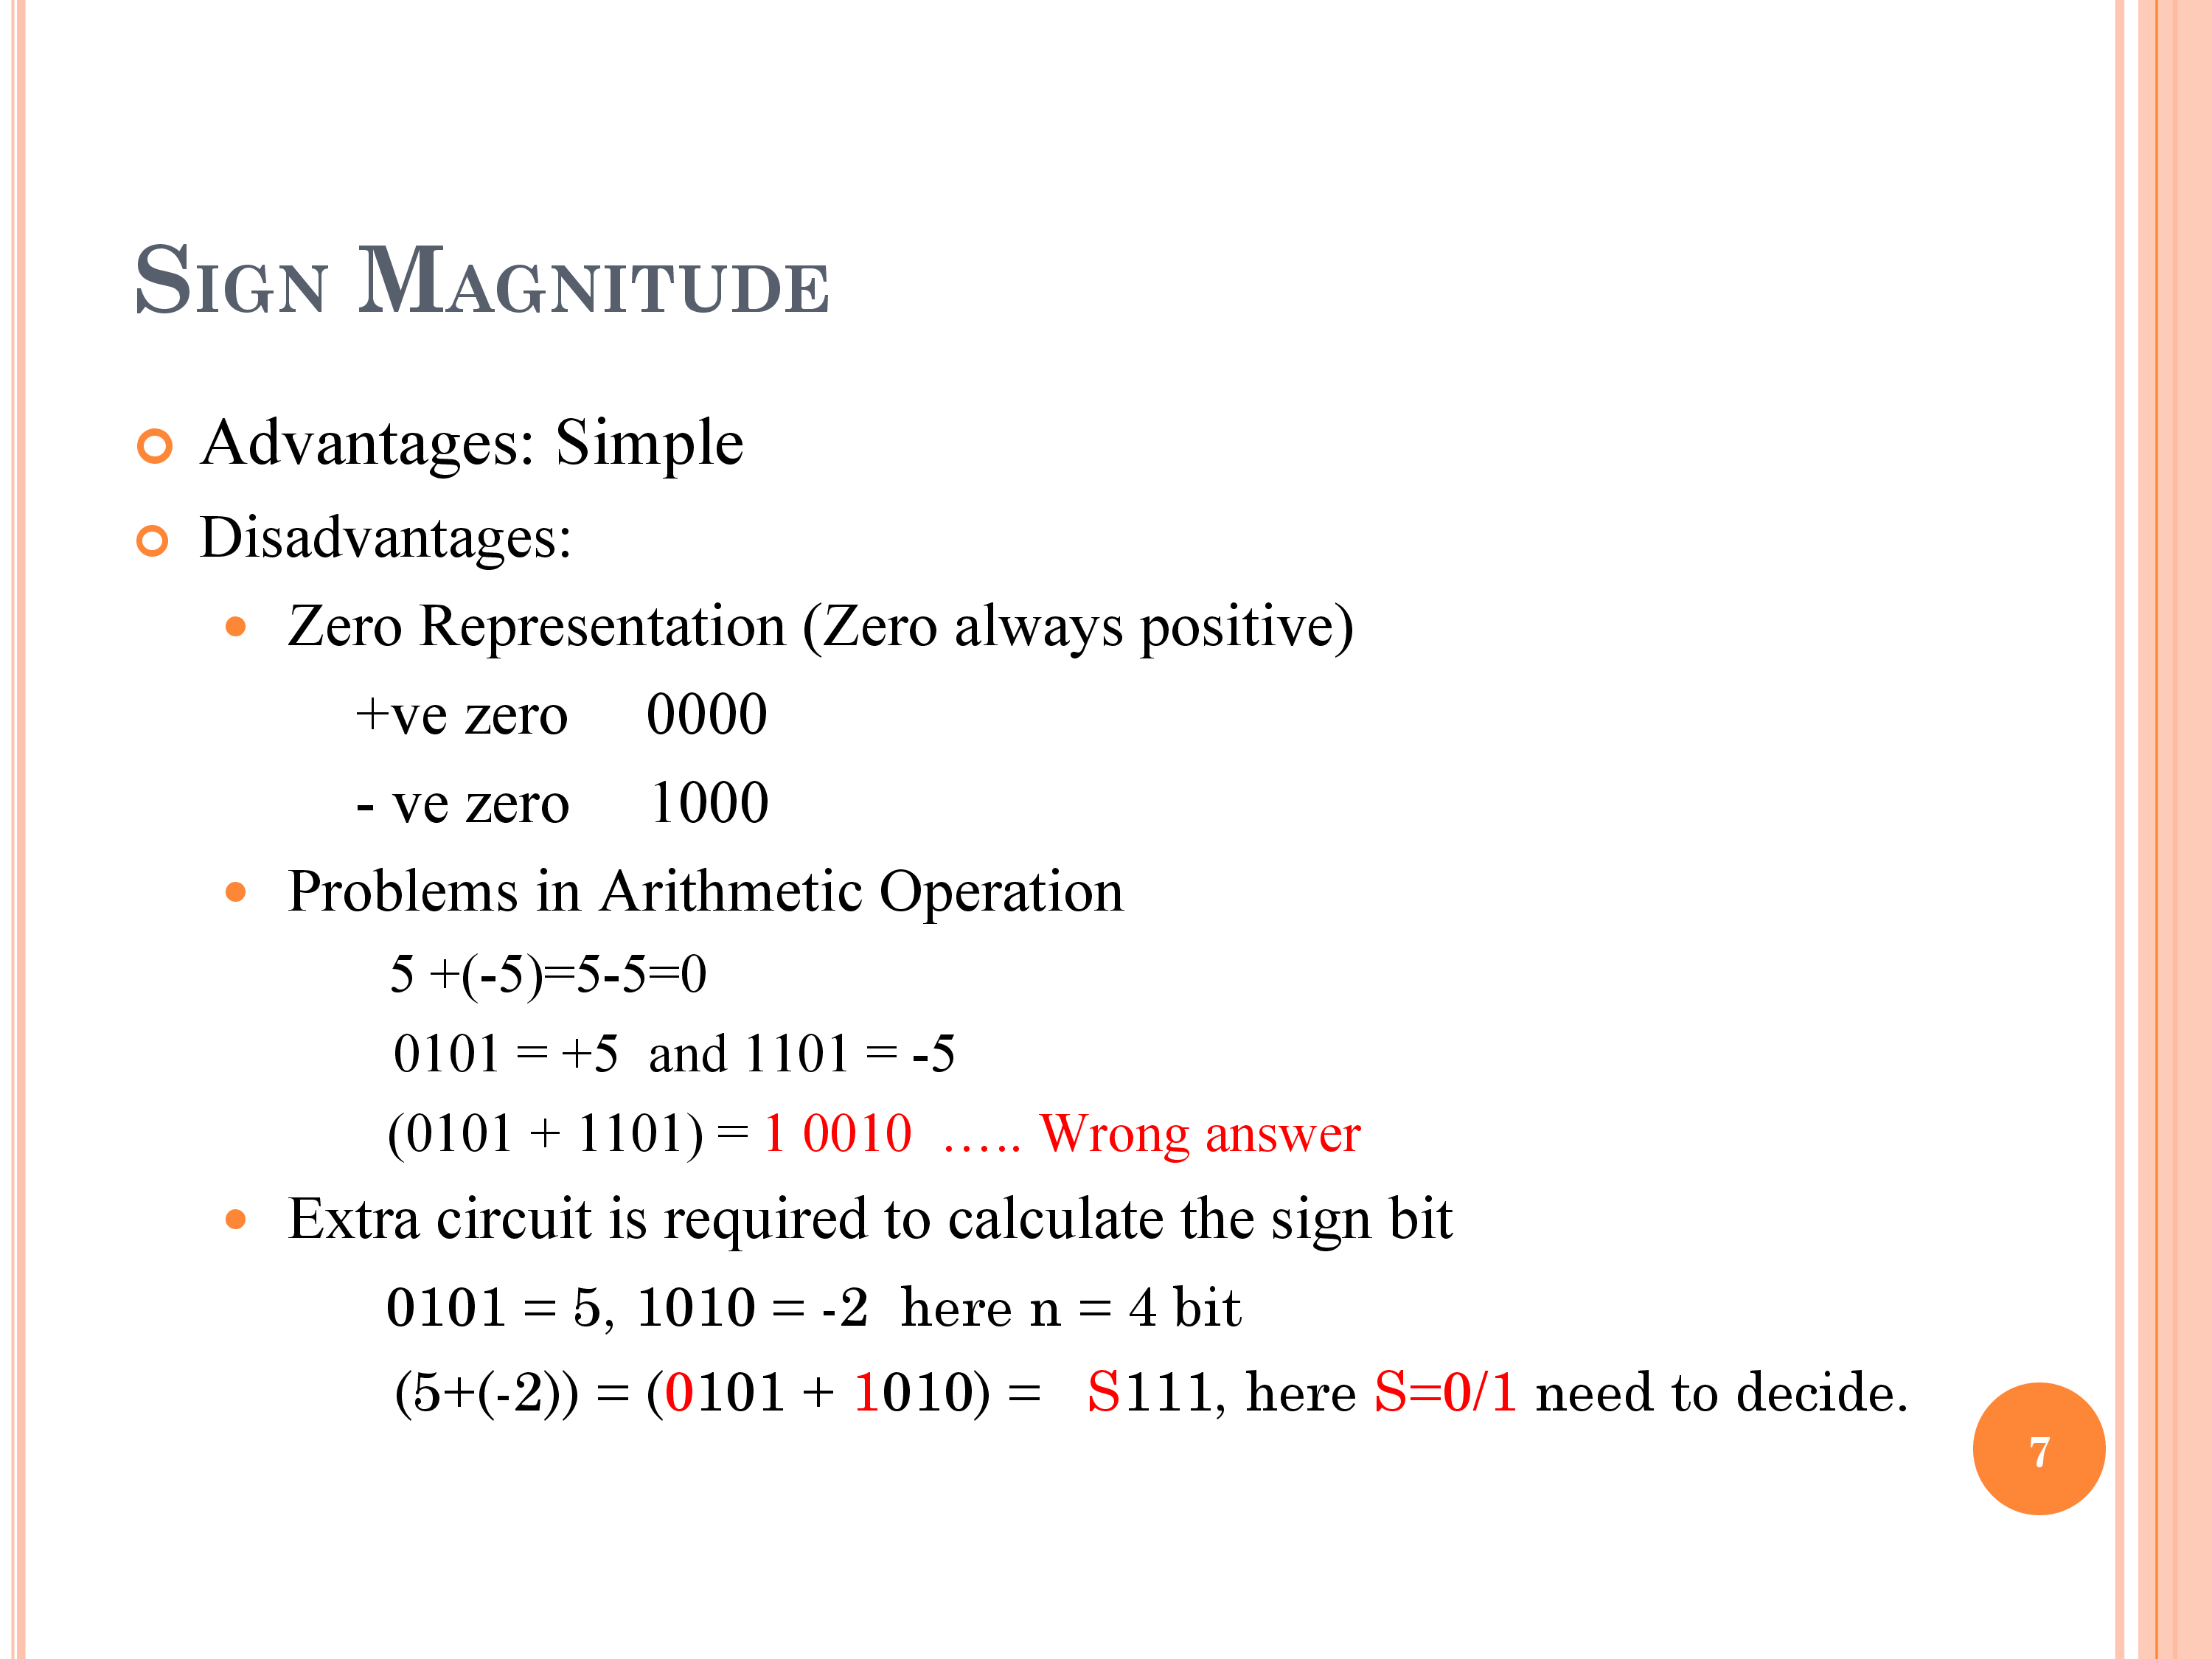 SIGN MAGNITUDE
Advantages: Simple
Disadvantages:
Zero Representation (Zero always positive)
+ve zero 0000
- ve zero 1000
Problems in Arithmetic Operation
5 +(-5)=5-5=0
0101 = +5 and 1101 = -5
(0101 + 1101) = 1 0010 ..... Wrong answer
Extra circuit is required to calculate the sign bit
0101 = 5, 1010 = -2 here n = 4 bit
(5+(-2)) = (0101 + 1010) = S111, here S=0/1 need to decide.
7